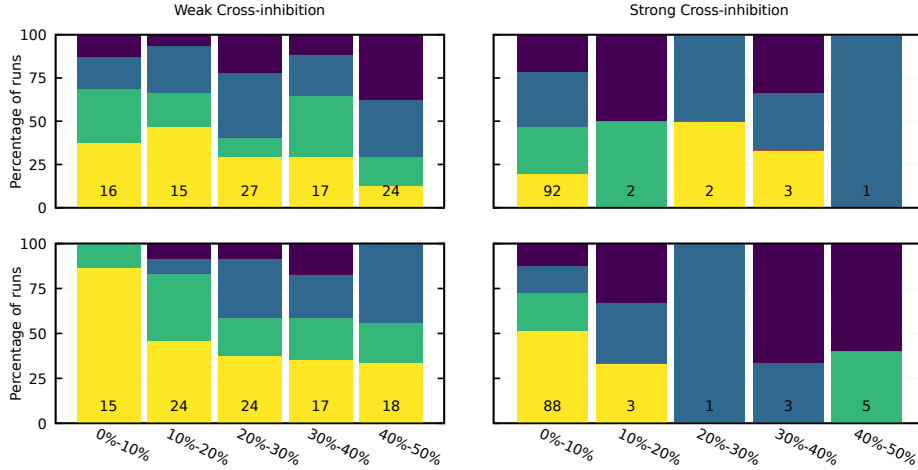 Weak Cross-inhibition
Strong Cross-inhibition
Percentage of runs
100
75
50
25
0
16 15 27 17 24
92 2 2 3 1
Percentage of runs
100
75
50
25
0
15 24 24 17 18
88 3 1 3 5
0%-10% 10%-20% 20%-30% 30%-40% 40%-50%
0%-10% 10%-20% 20%-30% 30%-40% 40%-50%